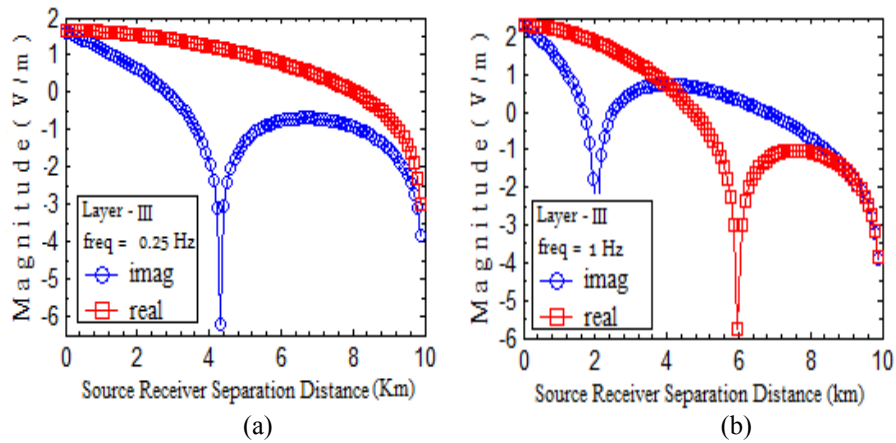 2
1
0
-1
-2
-3
-4
-5
-6
Magnitude ( V / m )
Layer - III
freq = 0.25 Hz
imag
real
0 2 4 6 8 10
Source Receiver Separation Distance (Km)
(a)
2
1
0
-1
-2
-3
-4
-5
-6
Magnitude ( V / m )
Layer - III
freq = 1 Hz
imag
real
0 2 4 6 8 10
Source Receiver Separation Distance (km)
(b)